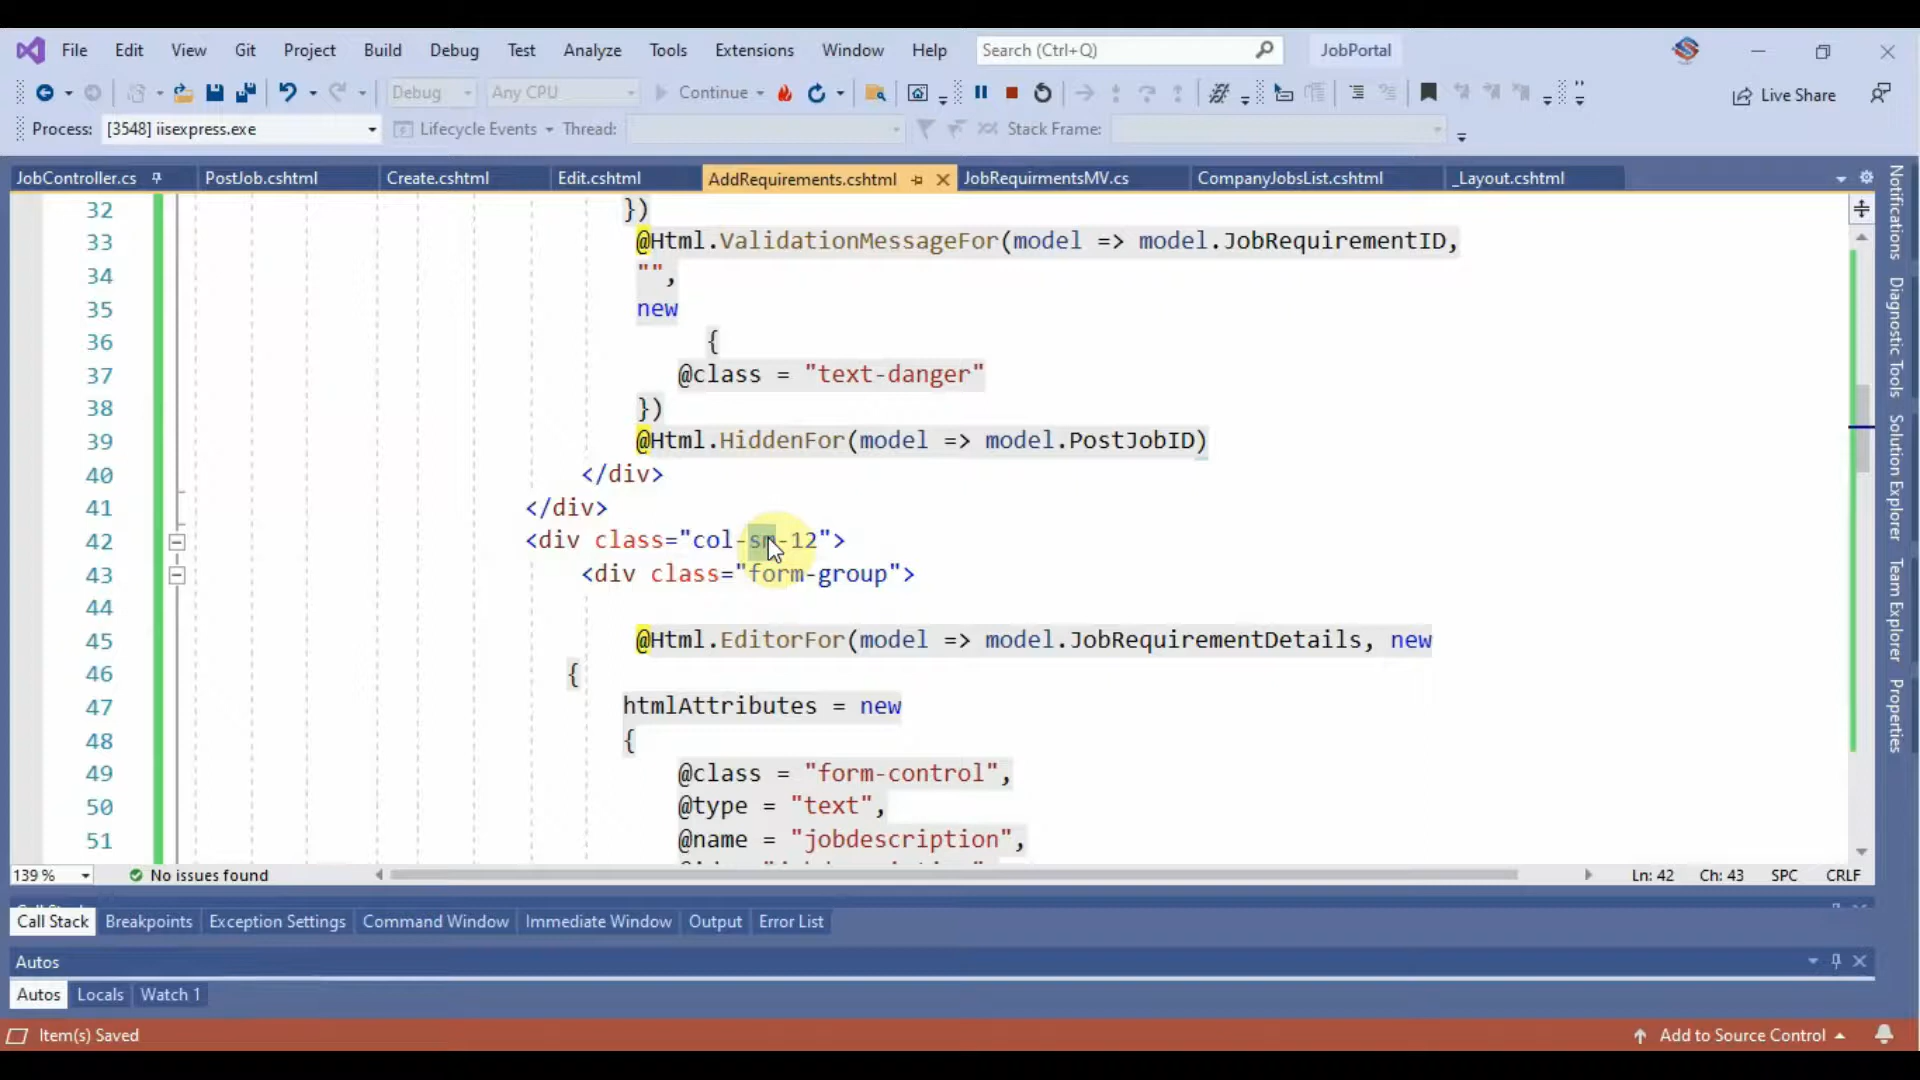 File Edit View Git Project Build Debug Test Analyze Tools Extensions Window Help Search (Ctrl+Q) JobPortal
Debug Any CPU Continue Live Share
Process: [3548] iisexpress.exe Lifecycle Events Thread: Stack Frame:
JobController.cs PostJob.cshtml Create.cshtml Edit.cshtml AddRequirements.cshtml JobRequirmentsMV.cs CompanyJobsList.cshtml _Layout.cshtml
32 })
33 @Html.ValidationMessageFor(model => model.JobRequirementID,
34 "",
35 new
36 {
37 @class = "text-danger"
38 })
39 @Html.HiddenFor(model => model.PostJobID)
40 </div>
41 </div>
42 <div class="col-sm-12">
43 <div class="form-group">
44
45 @Html.EditorFor(model => model.JobRequirementDetails, new
46 {
47 htmlAttributes = new
48 {
49 @class = "form-control",
50 @type = "text",
51 @name = "jobdescription",
139 % No issues found Ln: 42 Ch: 43 SPC CRLF
Call Stack Breakpoints Exception Settings Command Window Immediate Window Output Error List
Autos
Autos Locals Watch 1
Item(s) Saved Add to Source Control
Notifications
Diagnostic Tools
Solution Explorer
Team Explorer
Properties